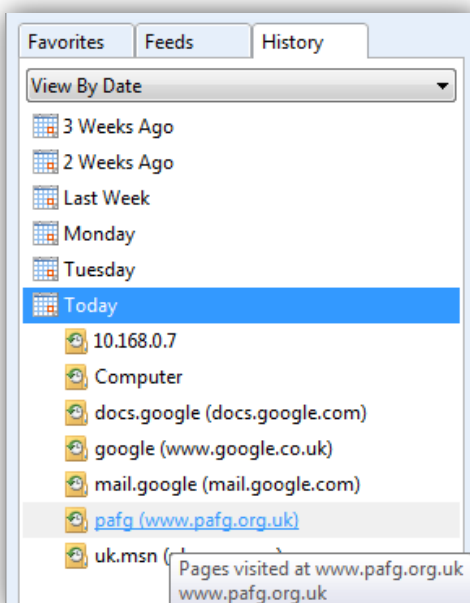 Favorites Feeds History
View By Date
3 Weeks Ago
2 Weeks Ago
Last Week
Monday
Tuesday
Today
10.168.0.7
Computer
docs.google (docs.google.com)
google (www.google.co.uk)
mail.google (mail.google.com)
pafg (www.pafg.org.uk)
uk.msn
Pages visited at www.pafg.org.uk
www.pafg.org.uk